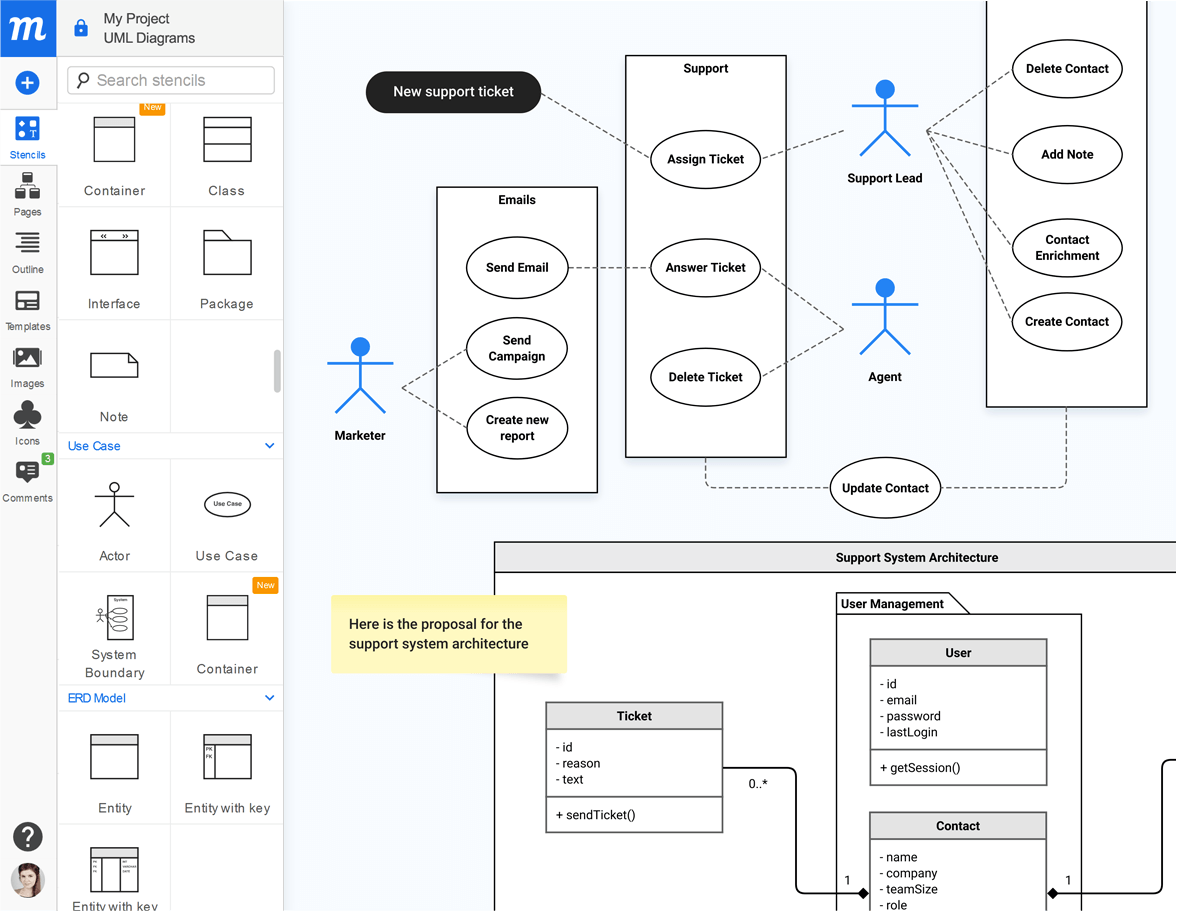 m
My Project
UML Diagrams
Search stencils
Stencils
Pages
Outline
Templates
Images
Icons
3
Comments
?
New
Container
Class
<< >>
Interface
Package
Note
Use Case
Actor
Use Case
Use Case
System
System
Boundary
New
Container
ERD Model
Entity
PK
FK
Entity with key
Entity with key
New support ticket
Support
Assign Ticket
Answer Ticket
Delete Ticket
Emails
Send Email
Send
Campaign
Create new
report
Marketer
Support Lead
Agent
Delete Contact
Add Note
Contact
Enrichment
Create Contact
Update Contact
Support System Architecture
Here is the proposal for the
support system architecture
User Management
User
- id
- email
- password
- lastLogin
+ getSession()
Ticket
- id
- reason
- text
+ sendTicket()
0..*
Contact
- name
- company
- teamSize
- role
1
1